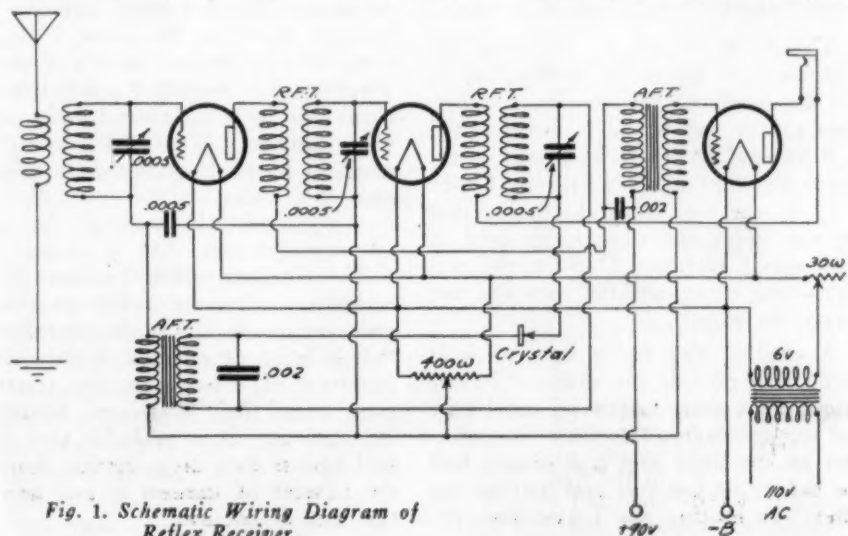 R.F.T.
R.F.T.
A.F.T.
.0005
.0005
.0005
.0005
.002
30ω
A.F.T.
.002
400ω
Crystal
6v
110v
AC
+90v
-B
Fig. 1. Schematic Wiring Diagram of
Reflex Receiver